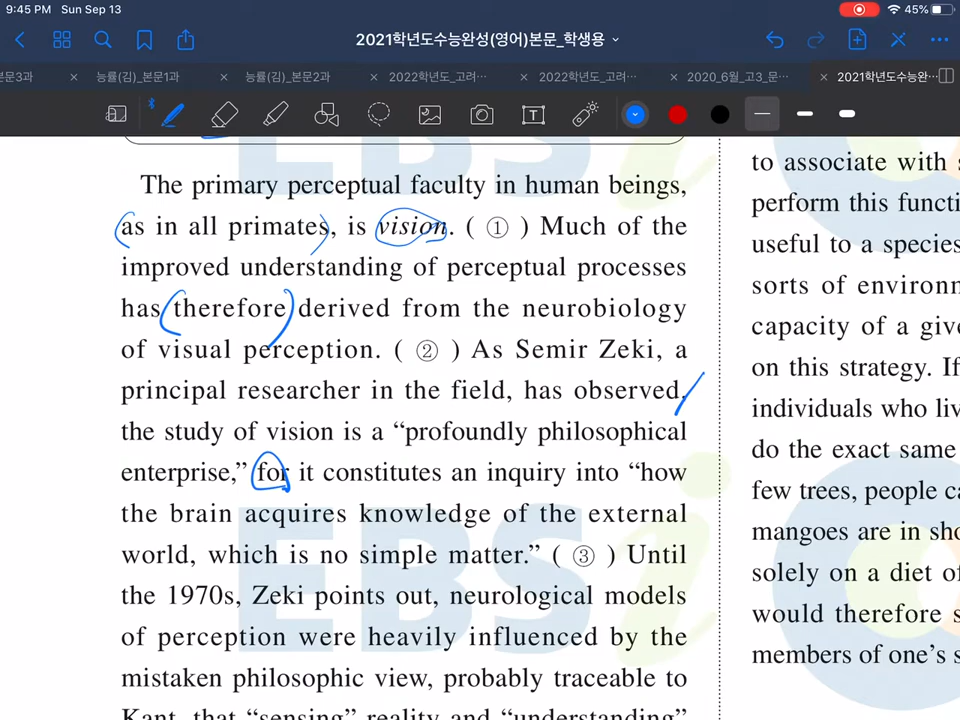 9:45 PM Sun Sep 13
45%
2021학년도수능완성(영어)본문_학생용
본문3과
능률(김)_본문1과
능률(김)_본문2과
2022학년도_고려…
2022학년도_고려…
2020_6월_고3_문…
2021학년도수능완…
The primary perceptual faculty in human beings,
as in all primates, is vision. ( ① ) Much of the
improved understanding of perceptual processes
has therefore derived from the neurobiology
of visual perception. ( ② ) As Semir Zeki, a
principal researcher in the field, has observed,
the study of vision is a “profoundly philosophical
enterprise,” for it constitutes an inquiry into “how
the brain acquires knowledge of the external
world, which is no simple matter.” ( ③ ) Until
the 1970s, Zeki points out, neurological models
of perception were heavily influenced by the
mistaken philosophic view, probably traceable to
Kant, that “sensing” reality and “understanding”
to associate with
perform this
useful to a species
sorts of environ
capacity of a
on this strategy. If
individuals who
do the exact same
few trees, people
mangoes are in
solely on a diet of
would therefore
members of one’s
EBSi
EBSi